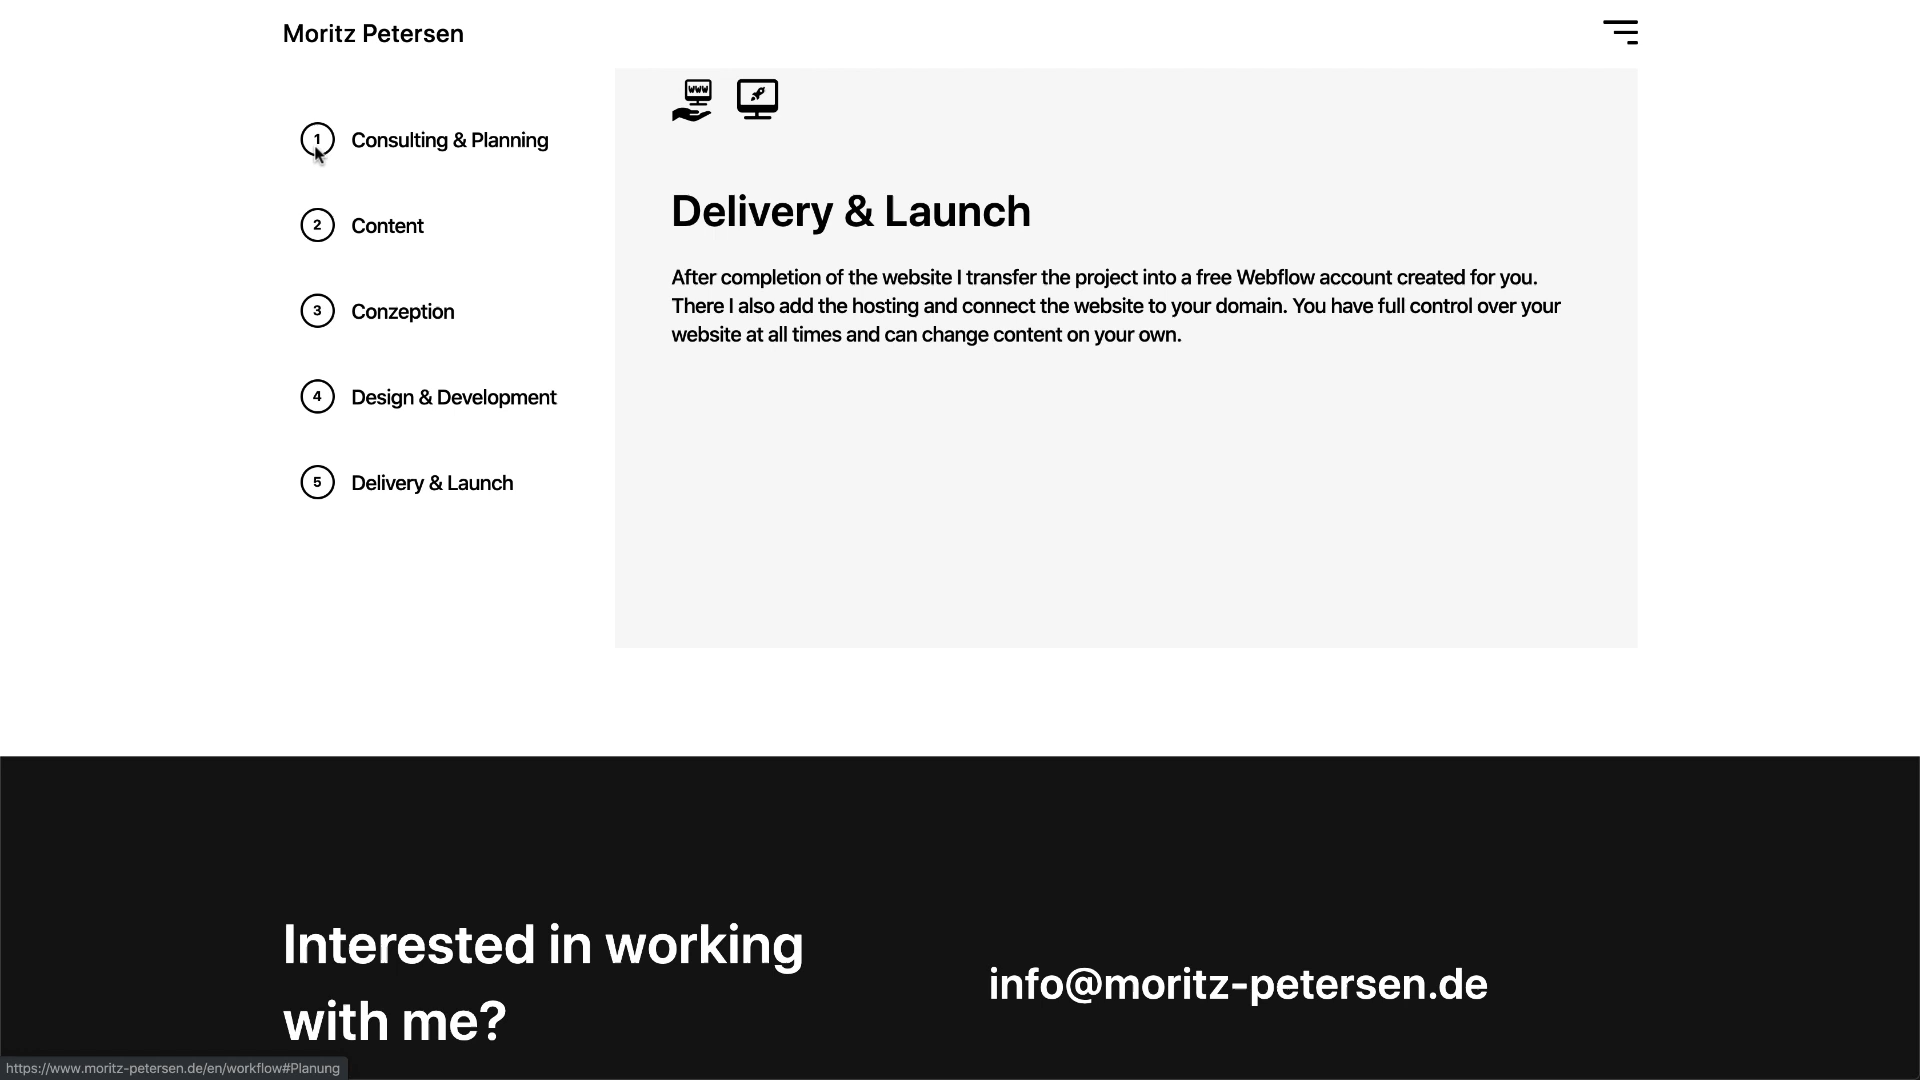 Moritz Petersen
1 Consulting & Planning
2 Content
3 Conzeption
4 Design & Development
5 Delivery & Launch
WWW
Delivery & Launch
After completion of the website I transfer the project into a free Webflow account created for you.
There I also add the hosting and connect the website to your domain. You have full control over your
website at all times and can change content on your own.
Interested in working
with me?
info@moritz-petersen.de
https://www.moritz-petersen.de/en/workflow#Planung